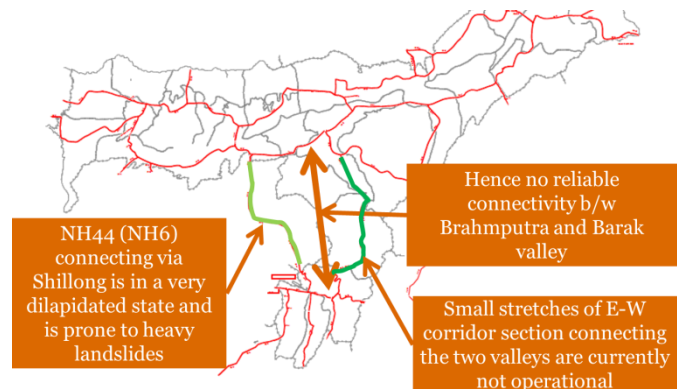 Hence no reliable
connectivity b/w
Brahmputra and Barak
valley
NH44 (NH6)
connecting via
Shillong is in a very
dilapidated state and
is prone to heavy
landslides
Small stretches of E-W
corridor section connecting
the two valleys are currently
not operational